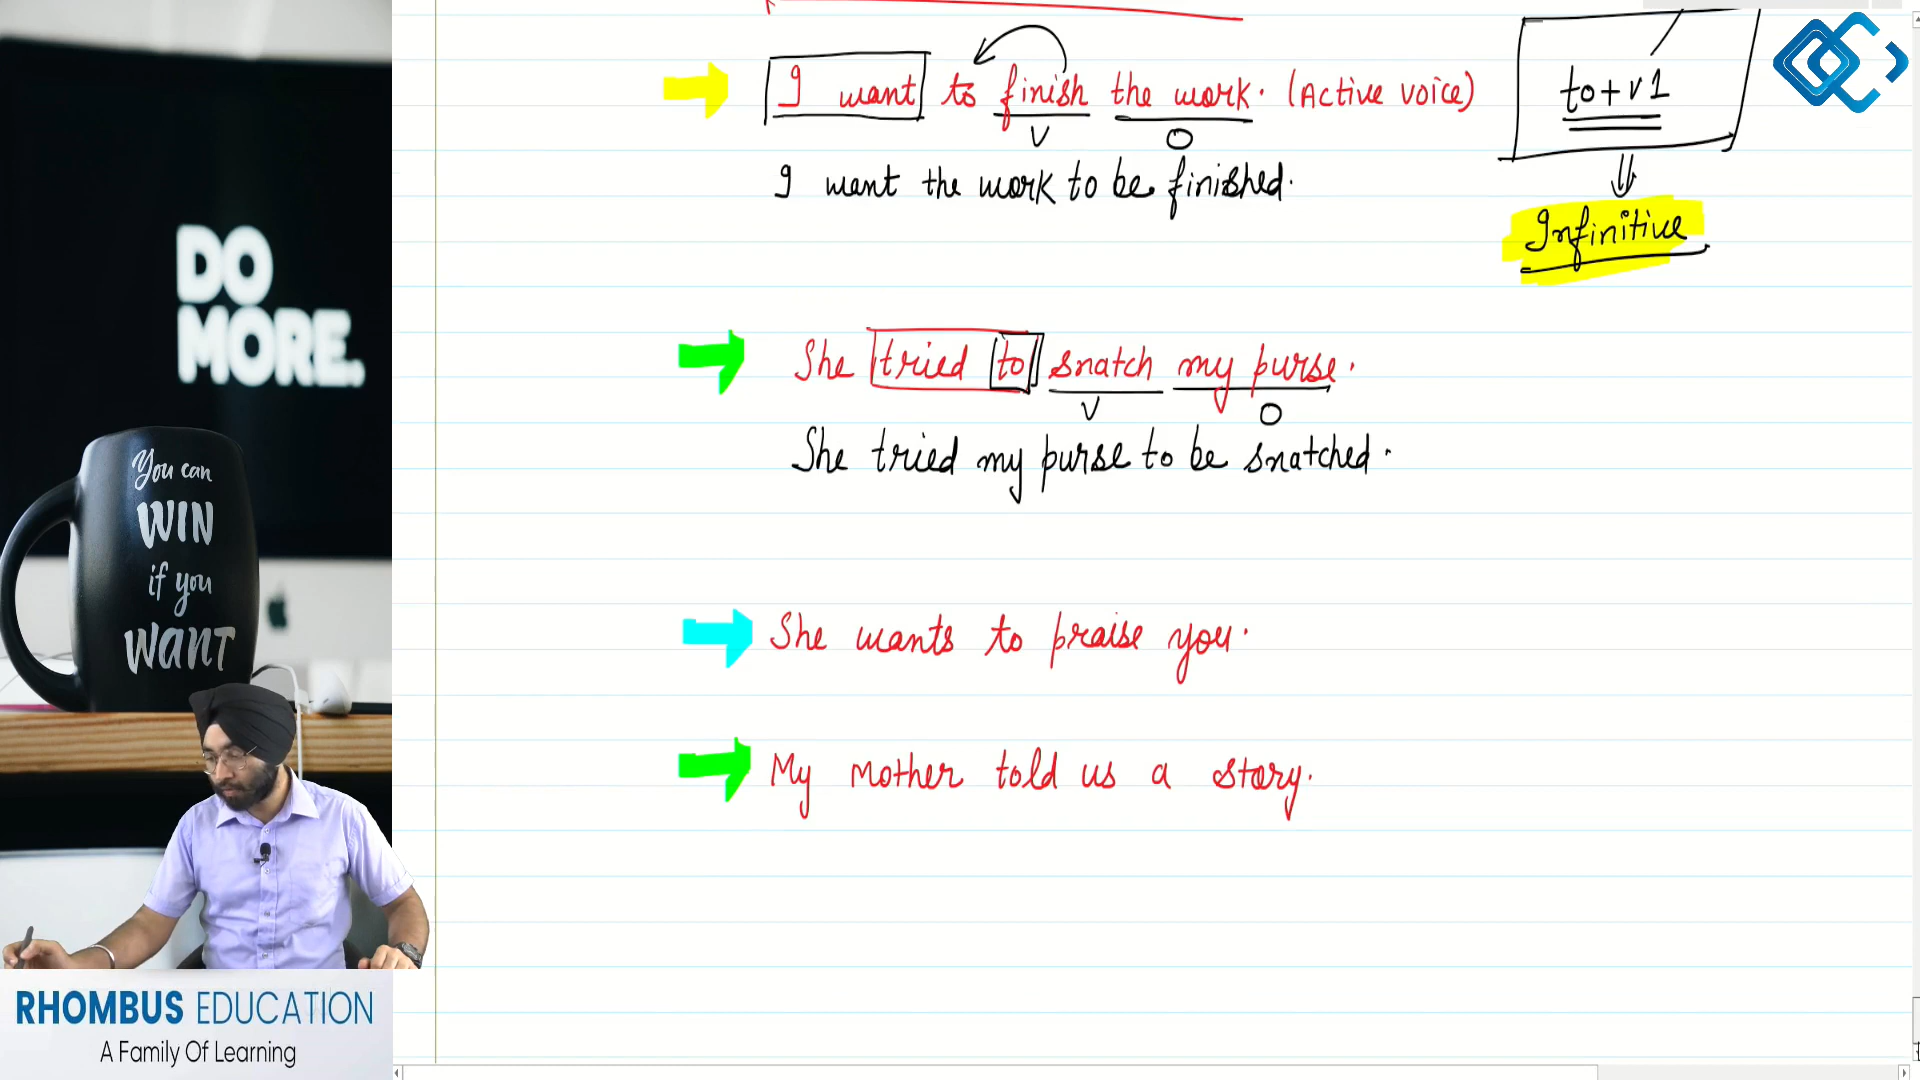 I want to finish the work. (Active voice)
V O
I want the work to be finished.
to+v1
Infinitive
She tried to snatch my purse.
V O
She tried my purse to be snatched.
She wants to praise you.
My mother told us a story.
DO
MORE.
You can
WIN
if you
WANT
RHOMBUS EDUCATION
A Family Of Learning